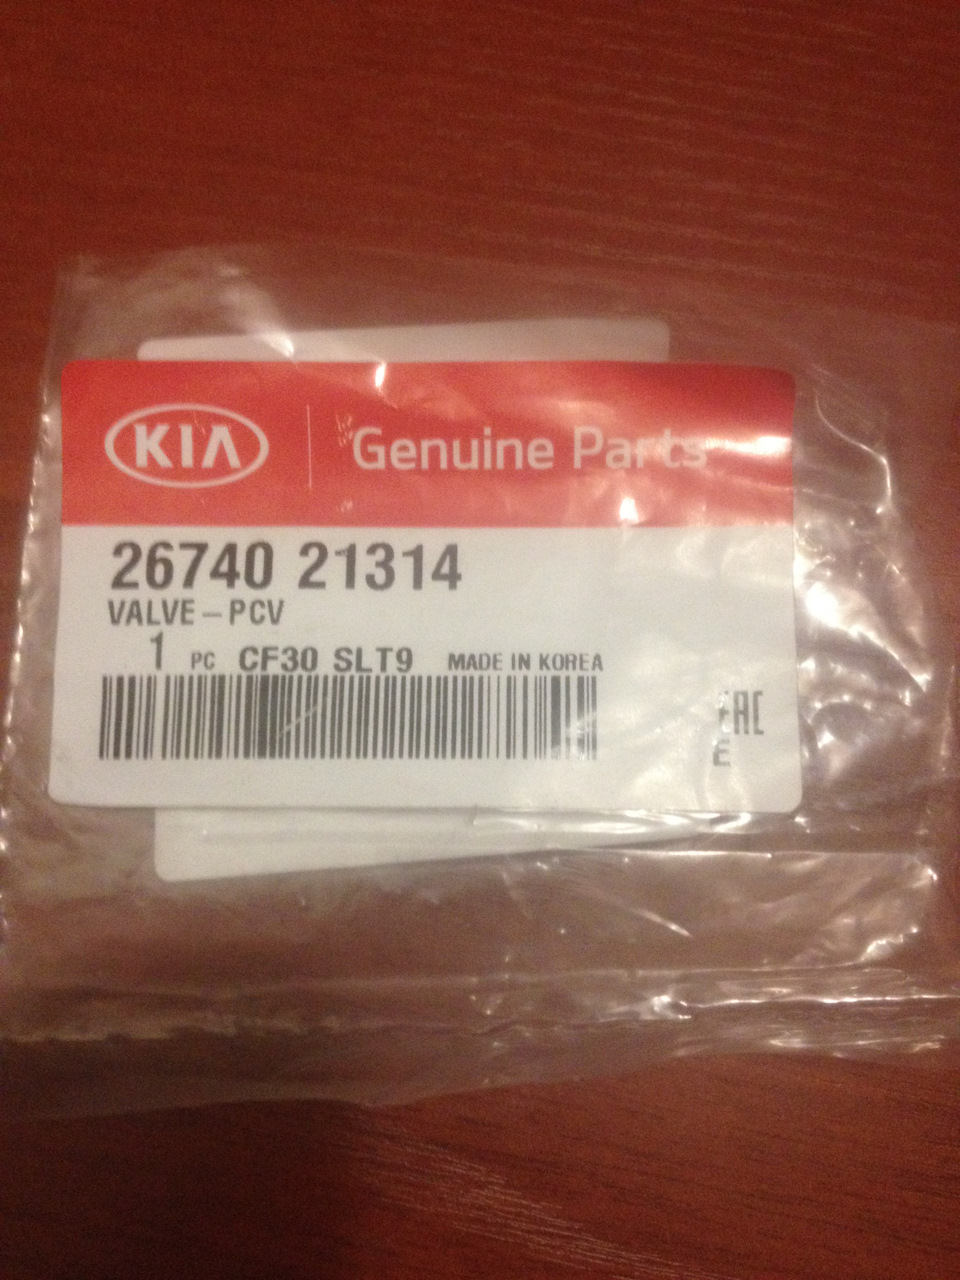 KIA Genuine Parts
26740 21314
VALVE-PCV
1 PC CF30 SLT9 MADE IN KOREA
EAC
E